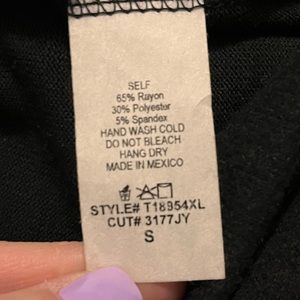 SELF
65% Rayon
30% Polyester
5% Spandex
HAND WASH COLD
DO NOT BLEACH
HANG DRY
MADE IN MEXICO
STYLE# T18954XL
CUT# 3177JY
S